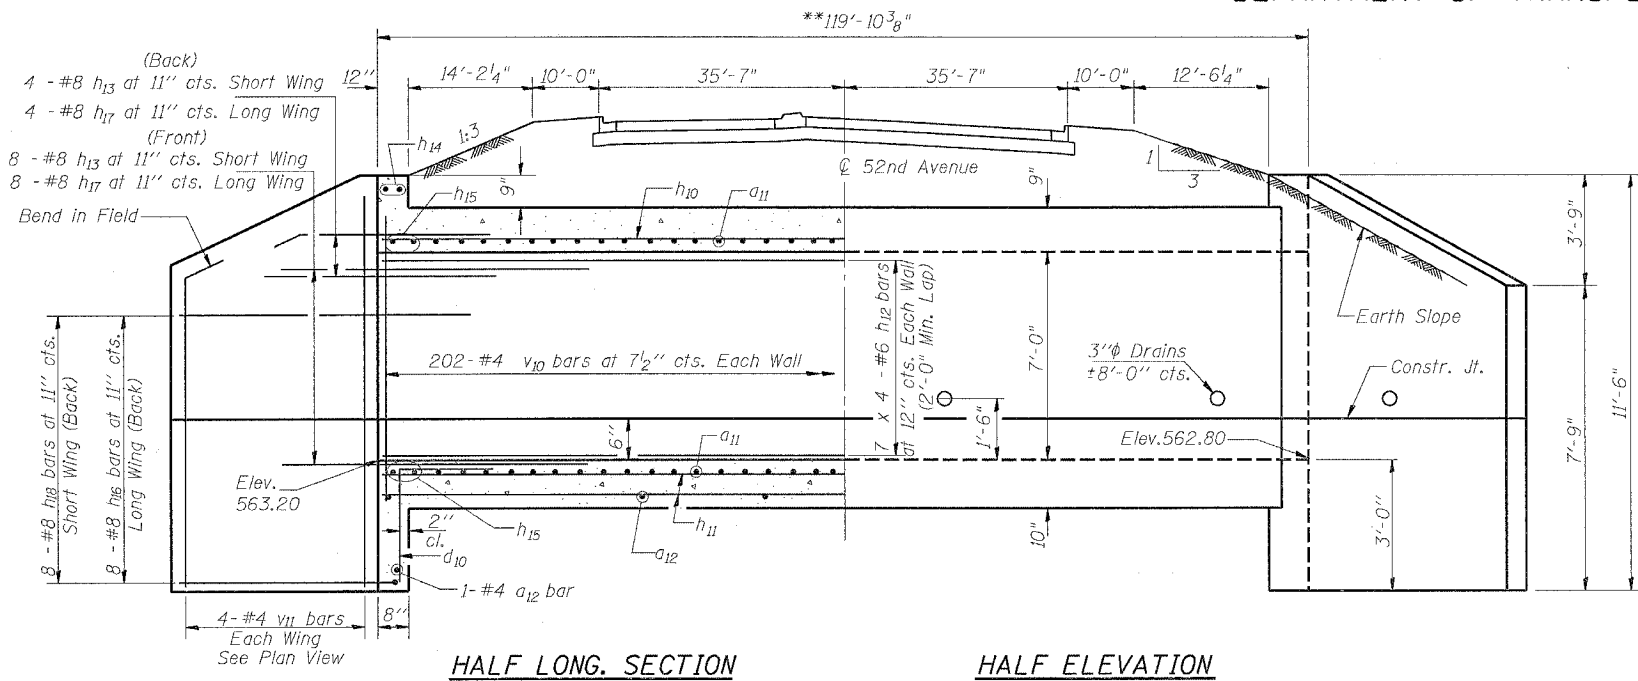 **119'-10 3/8"
(Back)
4 - #8 h13 at 11" cts. Short Wing
4 - #8 h17 at 11" cts. Long Wing
(Front)
8 - #8 h13 at 11" cts. Short Wing
8 - #8 h17 at 11" cts. Long Wing
Bend in Field
12"
14'-2 1/4"
10'-0"
35'-7"
35'-7"
10'-0"
12'-6 1/4"
h14
1:3
9"
h15
h10
a11
℄ 52nd Avenue
9"
1
3
3'-9"
Earth Slope
7'-9"
11'-6"
8 - #8 h18 bars at 11" cts.
Short Wing (Back)
8 - #8 h16 bars at 11" cts.
Long Wing (Back)
202-#4 v10 bars at 7 1/2" cts. Each Wall
7 x 4 - #6 h12 bars
at 12" cts. Each Wall
(2'-0" Min. Lap)
7'-0"
3"ϕ Drains
±8'-0" cts.
Constr. Jt.
6"
1'-6"
a11
Elev.562.80
Elev.
563.20
h15
h11
a12
2"
cl.
d10
1-#4 a12 bar
10"
3'-0"
4-#4 v11 bars
Each Wing
See Plan View
8"
HALF LONG. SECTION
HALF ELEVATION